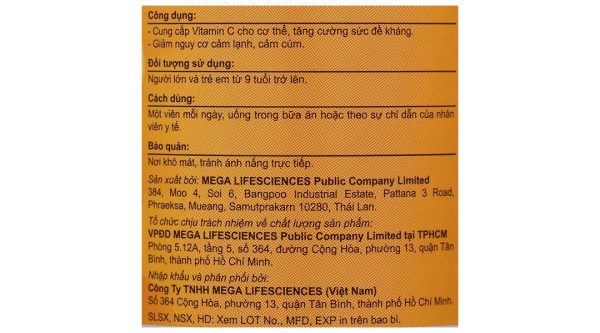 Công dụng:
- Cung cấp Vitamin C cho cơ thể, tăng cường sức đề kháng.
- Giảm nguy cơ cảm lạnh, cảm cúm.
Đối tượng sử dụng:
Người lớn và trẻ em từ 9 tuổi trở lên.
Cách dùng:
Một viên mỗi ngày, uống trong bữa ăn hoặc theo sự chỉ dẫn của nhân
viên y tế.
Bảo quản:
Nơi khô mát, tránh ánh nắng trực tiếp.
Sản xuất bởi: MEGA LIFESCIENCES Public Company Limited
384, Moo 4, Soi 6, Bangpoo Industrial Estate, Pattana 3 Road,
Phraeksa, Mueang, Samutprakarn 10280, Thái Lan.
Tổ chức chịu trách nhiệm về chất lượng sản phẩm:
VPĐD MEGA LIFESCIENCES Public Company Limited tại TPHCM
Phòng 5.12A, tầng 5, số 364, đường Cộng Hòa, phường 13, quận Tân
Bình, thành phố Hồ Chí Minh.
Nhập khẩu và phân phối bởi:
Công Ty TNHH MEGA LIFESCIENCES (Việt Nam)
Số 364 Cộng Hòa, phường 13, quận Tân Bình, thành phố Hồ Chí Minh.
SLSX, NSX, HD: Xem LOT No., MFD, EXP in trên bao bì.